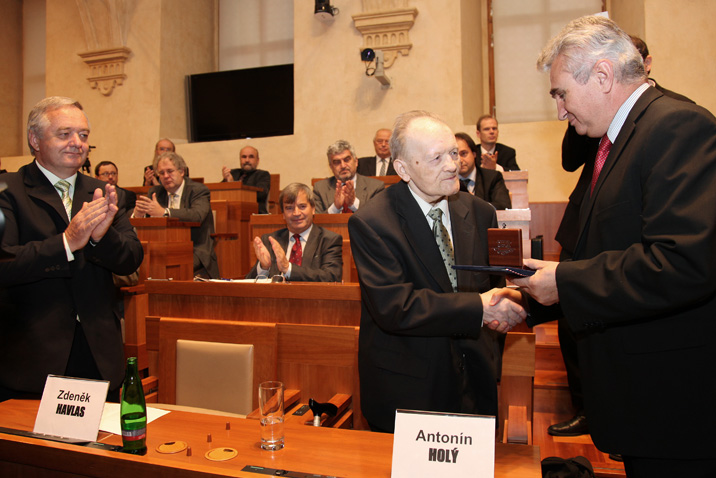 Zdeněk
HAVLAS
Antonín
HOLÝ